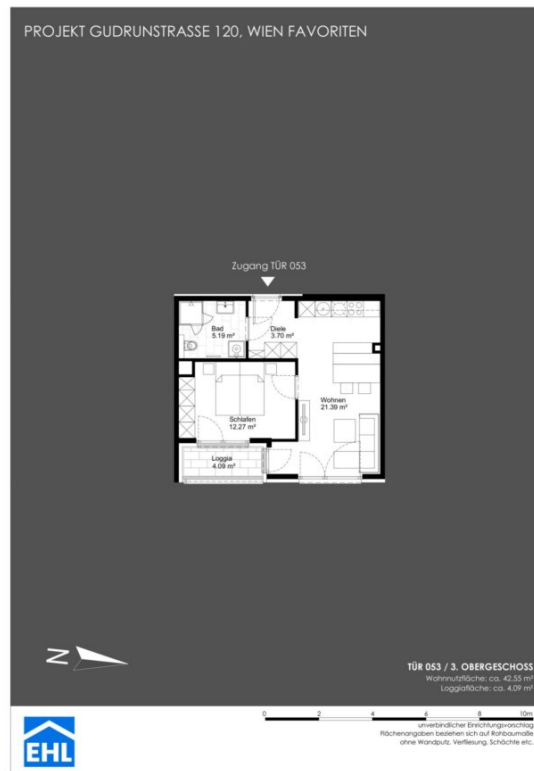 PROJEKT GUDRUNSTRASSE 120, WIEN FAVORITEN
Zugang TÜR 053
Bad
5.19 m²
Diele
3.70 m²
Wohnen
21.39 m²
Schlafen
12.27 m²
Loggia
4.09 m²
N
TÜR 053 / 3. OBERGESCHOSS
Wohnnutzfläche: ca. 42,55 m²
Loggiafläche: ca. 4,09 m²
0 2 4 6 8 10m
unverbindlicher Einrichtungsvorschlag
Flächenangaben beziehen sich auf Rohbaumaße
ohne Wandputz, Verfliesung, Schächte etc.
EHL